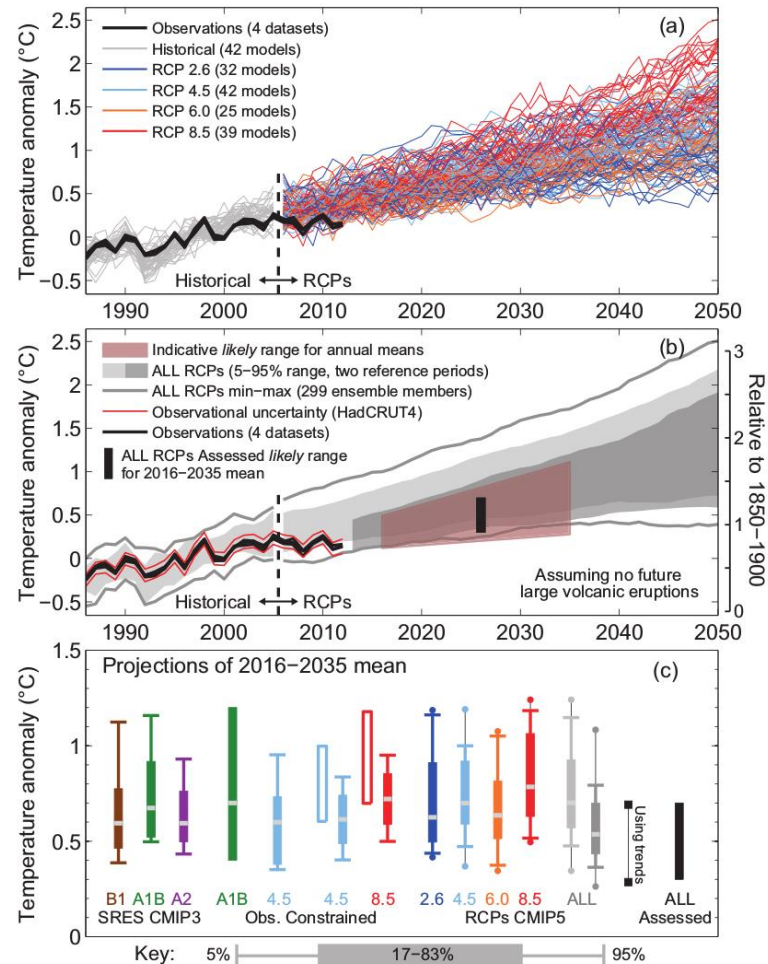 (a)
Observations (4 datasets)
Historical (42 models)
RCP 2.6 (32 models)
RCP 4.5 (42 models)
RCP 6.0 (25 models)
RCP 8.5 (39 models)
Temperature anomaly (°C)
2.5
2
1.5
1
0.5
0
−0.5
Historical RCPs
1990 2000 2010 2020 2030 2040 2050
(b)
Indicative likely range for annual means
ALL RCPs (5−95% range, two reference periods)
ALL RCPs min−max (299 ensemble members)
Observational uncertainty (HadCRUT4)
Observations (4 datasets)
ALL RCPs Assessed likely range
for 2016−2035 mean
Temperature anomaly (°C)
2.5
2
1.5
1
0.5
0
−0.5
Relative to 1850−1900
3
2
1
0
Assuming no future
large volcanic eruptions
Historical RCPs
1990 2000 2010 2020 2030 2040 2050
Projections of 2016−2035 mean
(c)
Temperature anomaly (°C)
1.5
1
0.5
0
Using trends
B1 A1B A2 A1B 4.5 4.5 8.5 2.6 4.5 6.0 8.5 ALL ALL
SRES CMIP3 Obs. Constrained RCPs CMIP5 Assessed
Key: 5% 17−83% 95%